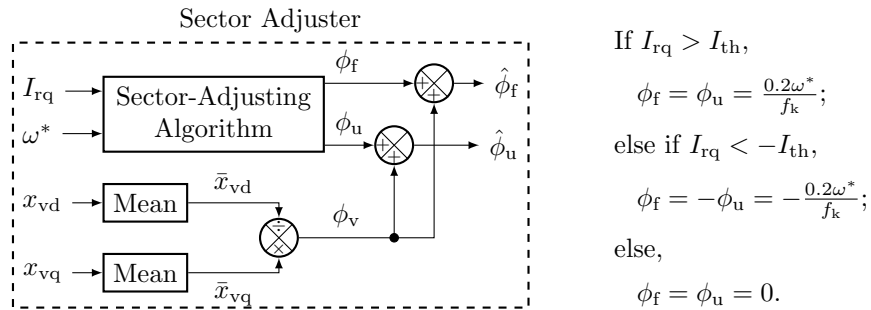 Sector Adjuster
I_rq
ω*
Sector-Adjusting
Algorithm
ϕ_f
ϕ_u
+
+
+
+
ϕ̂_f
ϕ̂_u
x_vd
Mean
x̄_vd
÷
×
ϕ_v
x_vq
Mean
x̄_vq
If I_rq > I_th,
ϕ_f = ϕ_u = 0.2ω*/f_k;
else if I_rq < −I_th,
ϕ_f = −ϕ_u = −0.2ω*/f_k;
else,
ϕ_f = ϕ_u = 0.